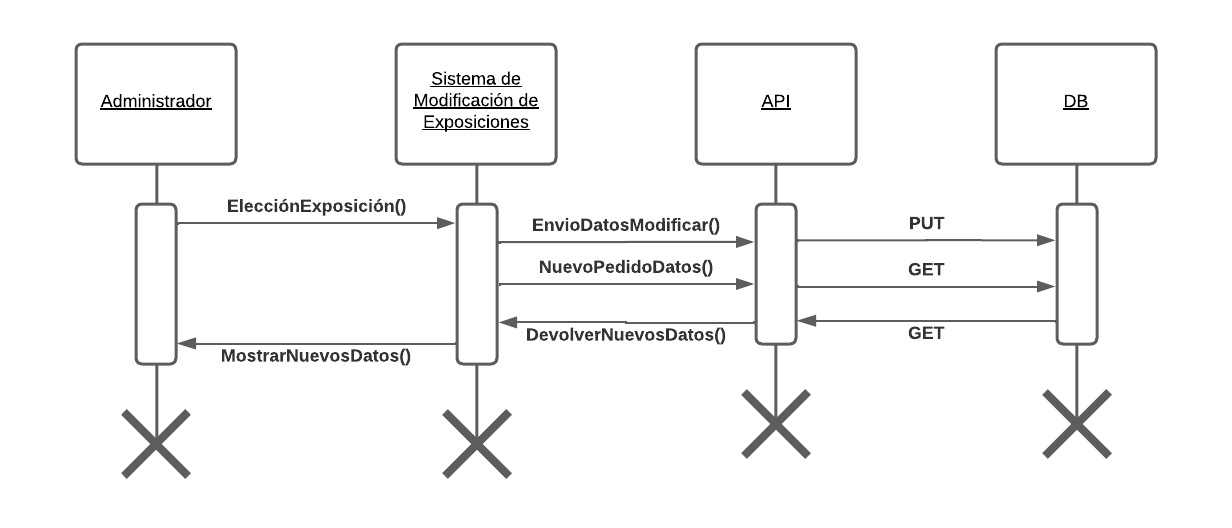 Administrador
Sistema de
Modificación de
Exposiciones
API
DB
ElecciónExposición()
EnvioDatosModificar()
PUT
NuevoPedidoDatos()
GET
DevolverNuevosDatos()
GET
MostrarNuevosDatos()